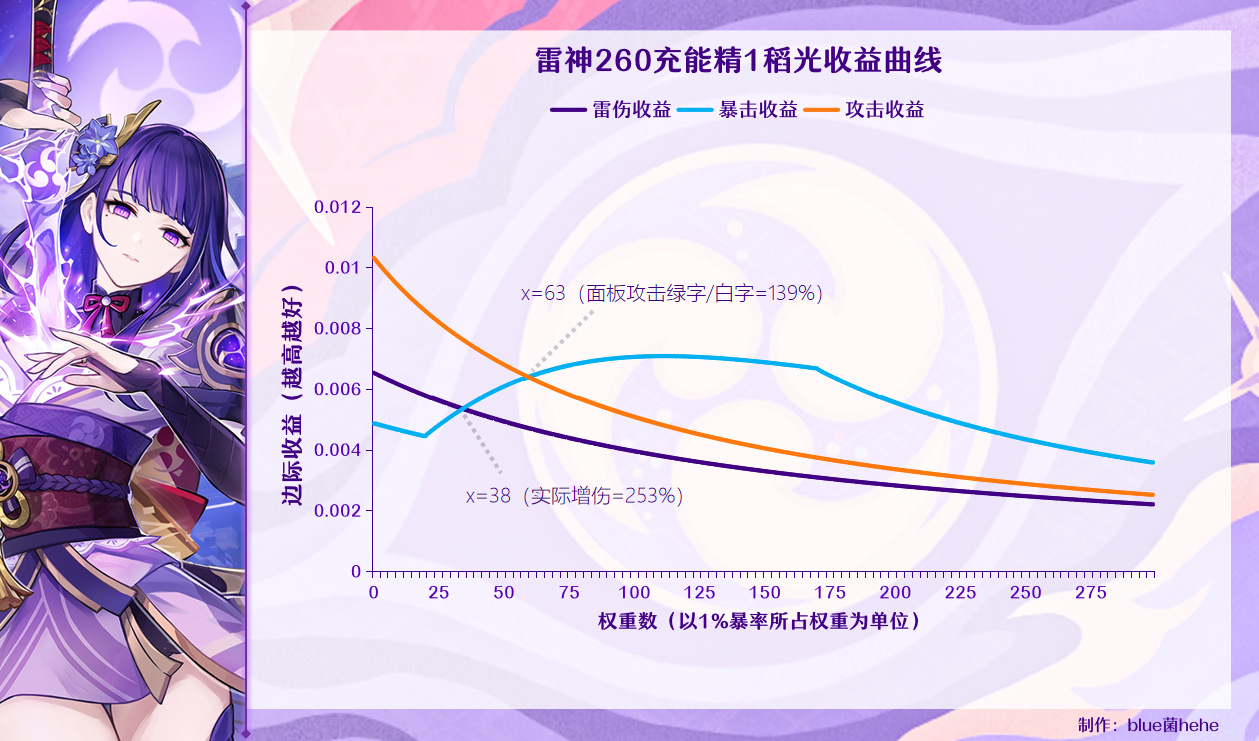 雷神260充能精1稻光收益曲线
雷伤收益 暴击收益 攻击收益
边际收益（越高越好）
0.012
0.01
0.008
0.006
0.004
0.002
0
x=63（面板攻击绿字/白字=139%）
x=38（实际增伤=253%）
0 25 50 75 100 125 150 175 200 225 250 275
权重数（以1%暴率所占权重为单位）
制作：blue菌hehe